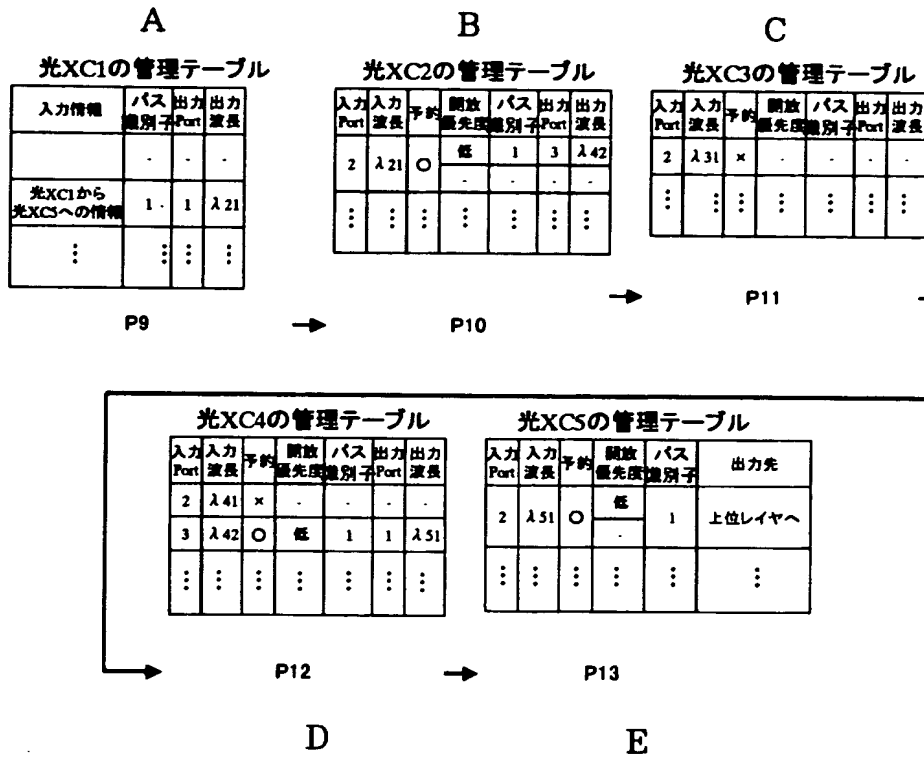 A
B
C
光XC1の管理テーブル
入力情報 パス識別子 出力Port 出力波長
- - -
光XC1から光XC5への情報 1 1 λ21
⋮ ⋮ ⋮ ⋮
P9
光XC2の管理テーブル
入力Port 入力波長 予約 開放優先度 パス識別子 出力Port 出力波長
2 λ21 ○ 低 1 3 λ42
- - - -
⋮ ⋮ ⋮ ⋮ ⋮ ⋮ ⋮
P10
光XC3の管理テーブル
入力Port 入力波長 予約 開放優先度 パス識別子 出力Port 出力波長
2 λ31 × - - - -
⋮ ⋮ ⋮ ⋮ ⋮ ⋮ ⋮
P11
光XC4の管理テーブル
入力Port 入力波長 予約 開放優先度 パス識別子 出力Port 出力波長
2 λ41 × - - - -
3 λ42 ○ 低 1 1 λ51
⋮ ⋮ ⋮ ⋮ ⋮ ⋮ ⋮
P12
光XC5の管理テーブル
入力Port 入力波長 予約 開放優先度 パス識別子 出力先
2 λ51 ○ 低 1 上位レイヤへ
-
⋮ ⋮ ⋮ ⋮ ⋮ ⋮
P13
D
E